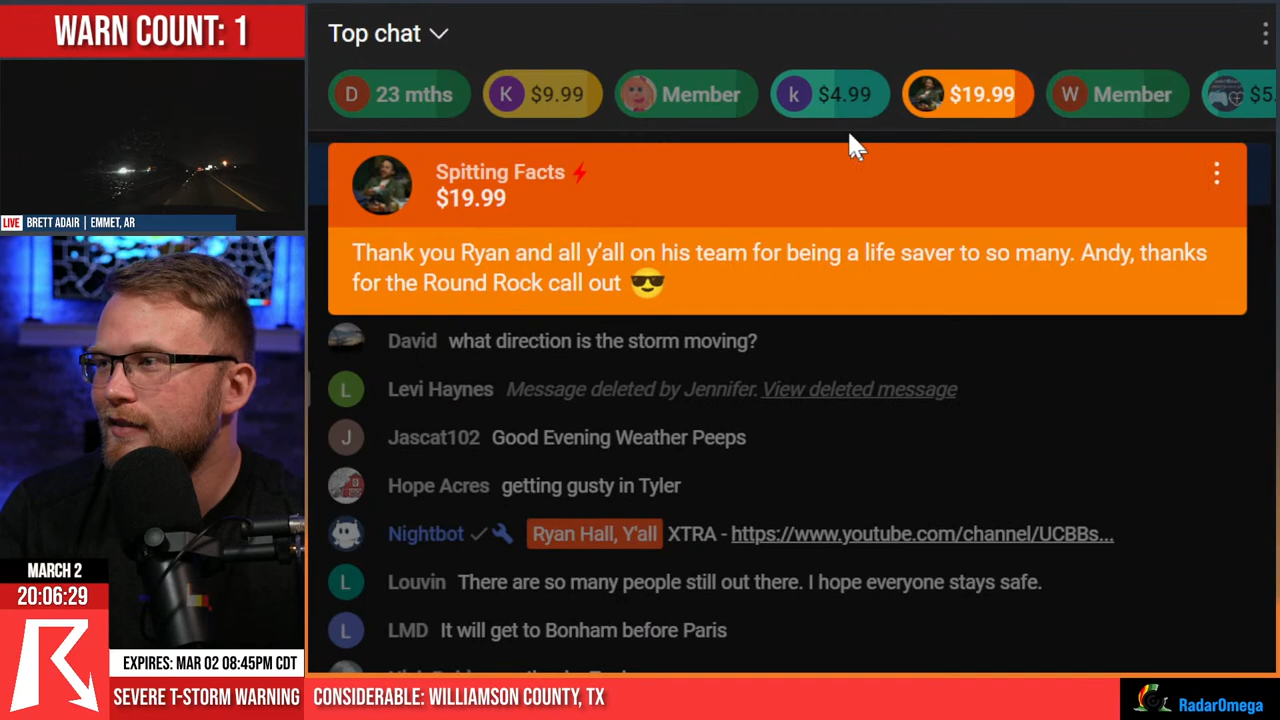 WARN COUNT: 1
LIVE BRETT ADAIR | EMMET, AR
Top chat
D 23 mths K $9.99 Member k $4.99 $19.99 W Member $5.
Spitting Facts
$19.99
Thank you Ryan and all y'all on his team for being a life saver to so many. Andy, thanks
for the Round Rock call out 😎
David what direction is the storm moving?
L Levi Haynes Message deleted by Jennifer. View deleted message
J Jascat102 Good Evening Weather Peeps
Hope Acres getting gusty in Tyler
Nightbot Ryan Hall, Y'all XTRA - https://www.youtube.com/channel/UCBBs...
L Louvin There are so many people still out there. I hope everyone stays safe.
L LMD It will get to Bonham before Paris
MARCH 2
20:06:29
EXPIRES: MAR 02 08:45PM CDT
SEVERE T-STORM WARNING CONSIDERABLE: WILLIAMSON COUNTY, TX
RadarOmega